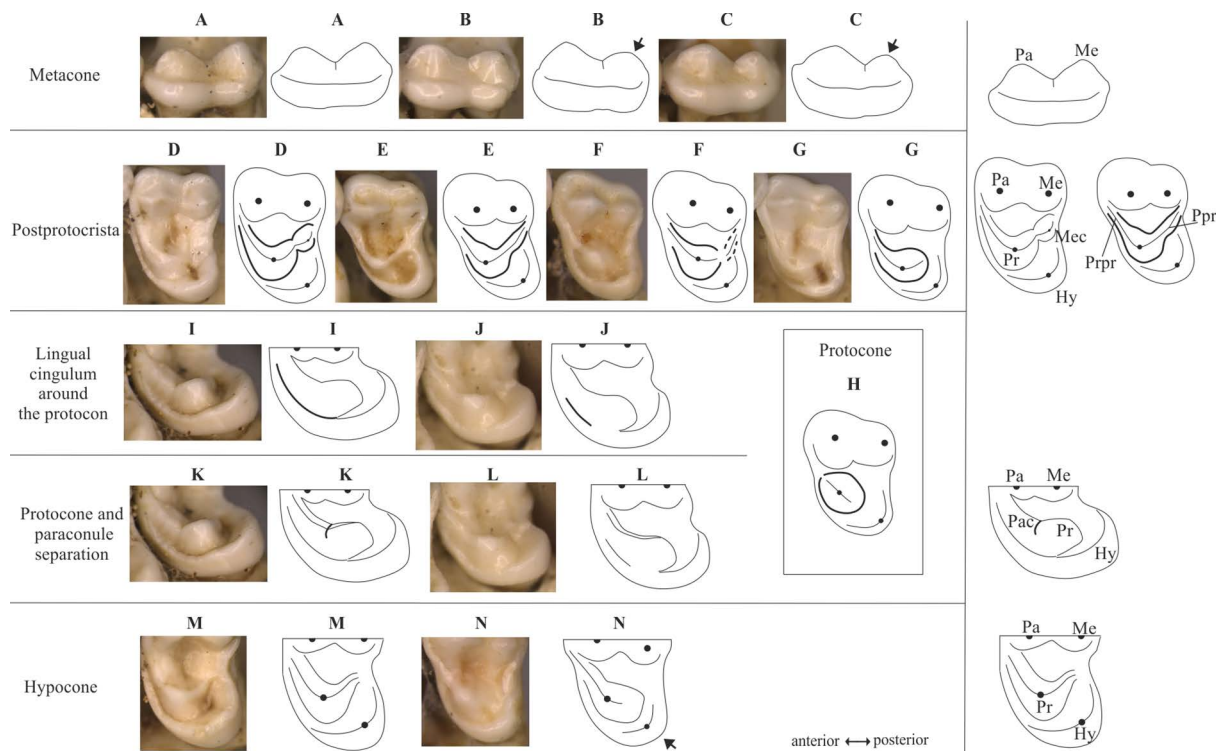 A A B B C C
Metacone
Pa Me
D D E E F F G G
Postprotocrista
Pa Me
Mec
Pr
Hy
Ppr
Prpr
I I J J
Lingual
cingulum
around
the protocon
Protocone
H
K K L L
Protocone and
paraconule
separation
Pa Me
Pac Pr
Hy
M M N N
Hypocone
Pa Me
Pr
Hy
anterior ↔ posterior